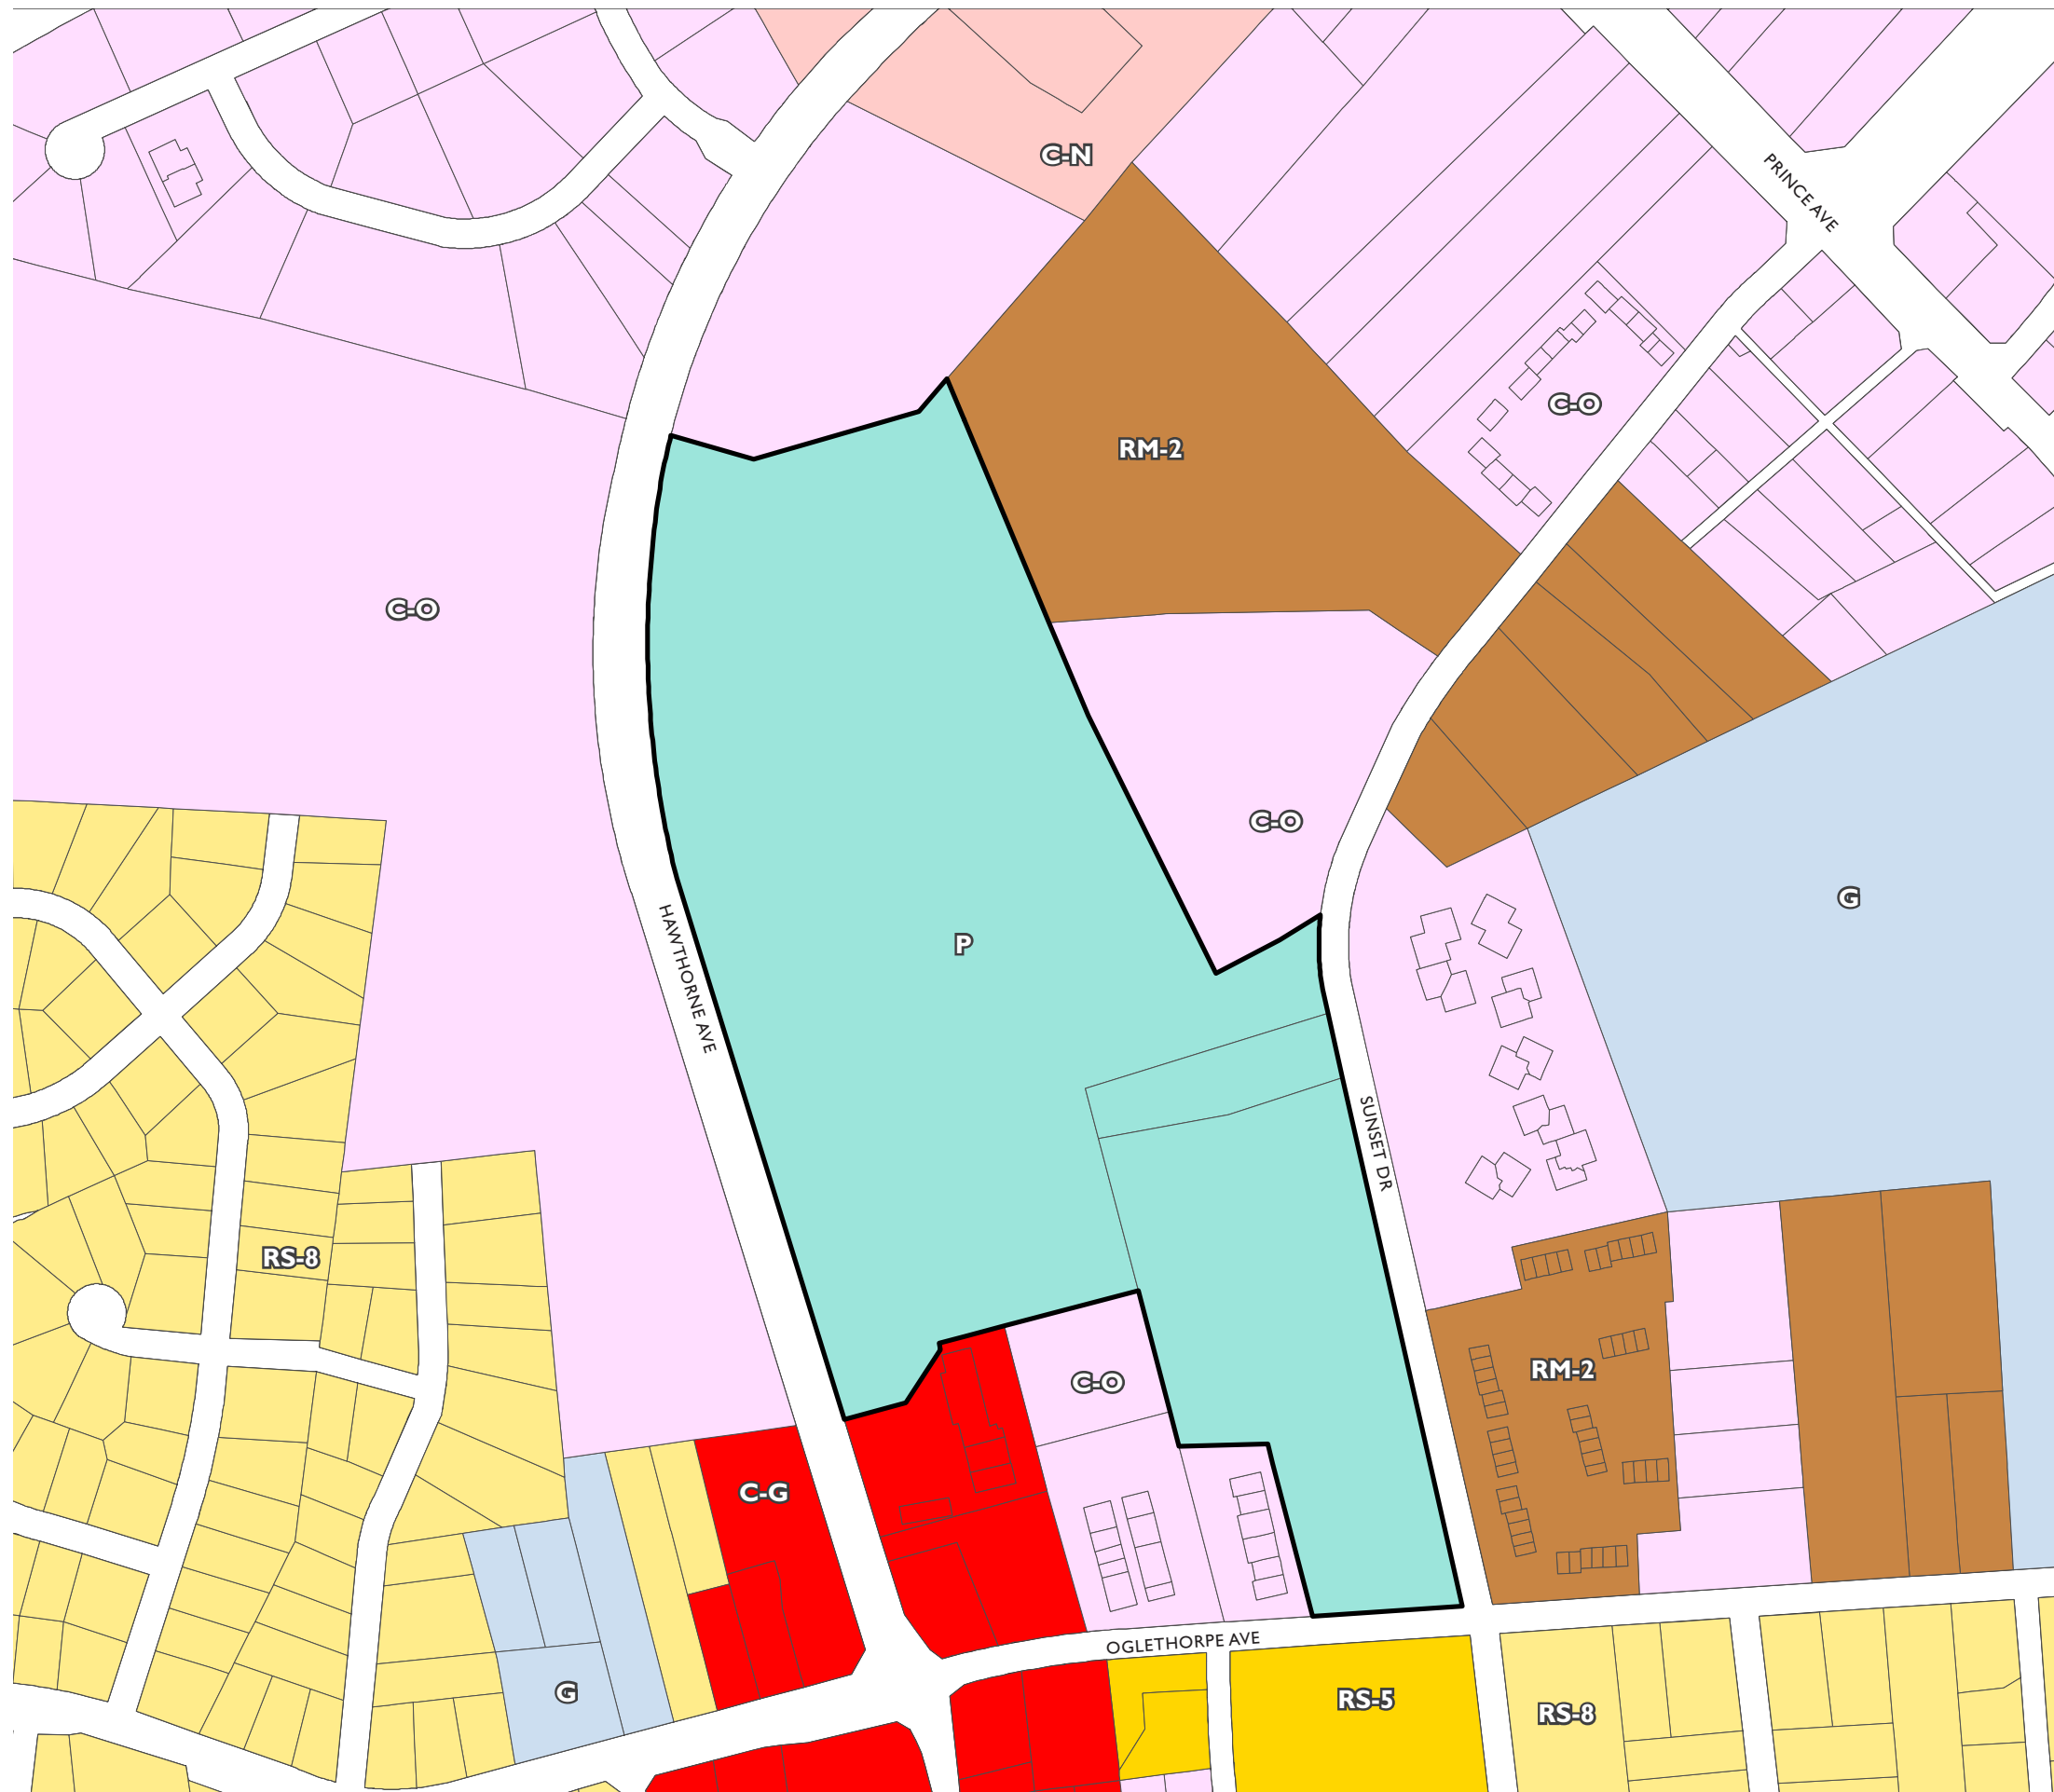 C-N
PRINCE AVE
C-O
RM-2
C-O
C-O
G
P
HAWTHORNE AVE
SUNSET DR
RS-8
RM-2
C-O
C-G
OGLETHORPE AVE
G
RS-5
RS-8